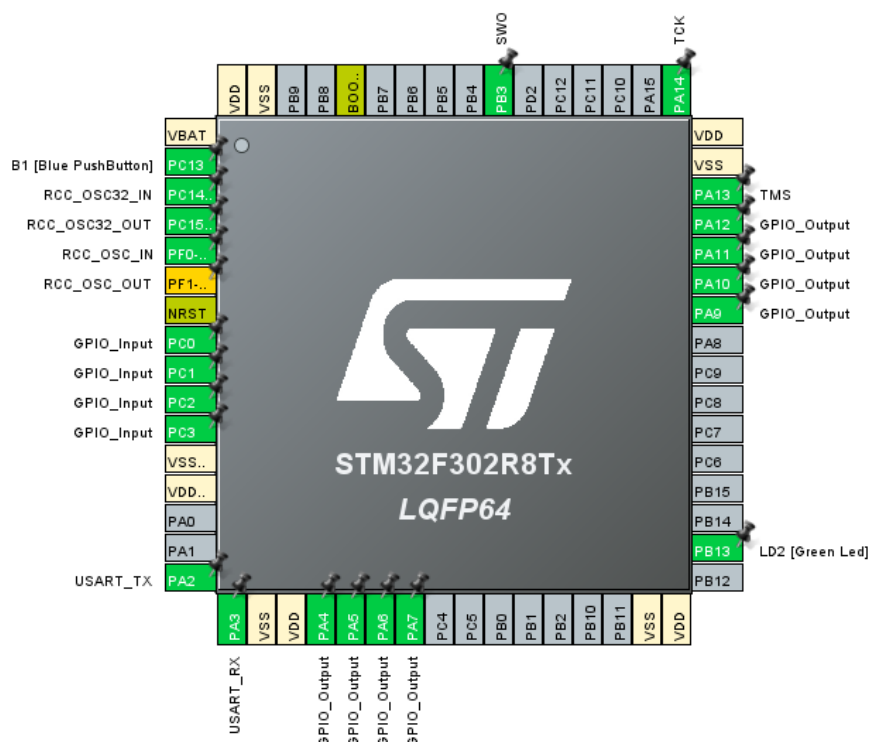 SWO
TCK
VDD
VSS
PB9
PB8
BOO..
PB7
PB6
PB5
PB4
PB3
PD2
PC12
PC11
PC10
PA15
PA14
VBAT
B1 [Blue PushButton] PC13
RCC_OSC32_IN PC14..
RCC_OSC32_OUT PC15..
RCC_OSC_IN PF0-..
RCC_OSC_OUT PF1-..
NRST
GPIO_Input PC0
GPIO_Input PC1
GPIO_Input PC2
GPIO_Input PC3
VSS..
VDD..
PA0
PA1
USART_TX PA2
STM32F302R8Tx
LQFP64
VDD
VSS
PA13 TMS
PA12 GPIO_Output
PA11 GPIO_Output
PA10 GPIO_Output
PA9 GPIO_Output
PA8
PC9
PC8
PC7
PC6
PB15
PB14
PB13 LD2 [Green Led]
PB12
PA3
VSS
VDD
PA4
PA5
PA6
PA7
PC4
PC5
PB0
PB1
PB2
PB10
PB11
VSS
VDD
USART_RX
GPIO_Output
GPIO_Output
GPIO_Output
GPIO_Output